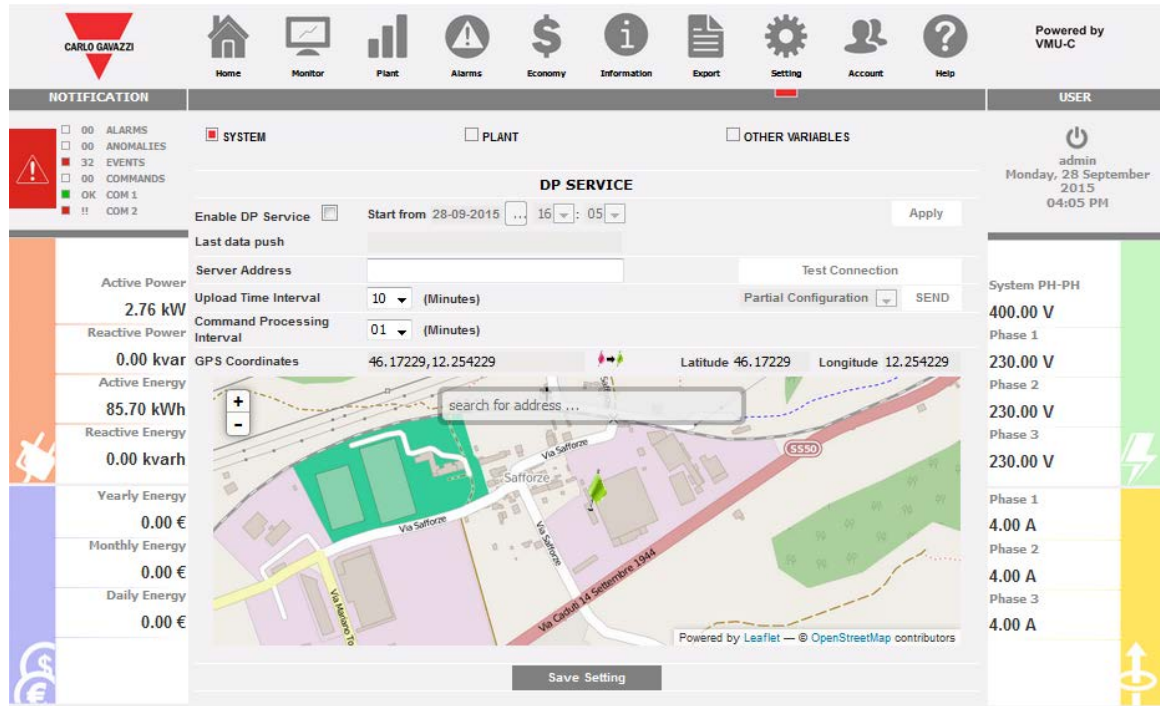 CARLO GAVAZZI
Home
Monitor
Plant
Alarms
Economy
Information
Export
Setting
Account
Help
Powered by
VMU-C
NOTIFICATION
USER
00 ALARMS
00 ANOMALIES
32 EVENTS
00 COMMANDS
OK COM 1
!! COM 2
SYSTEM
PLANT
OTHER VARIABLES
admin
Monday, 28 September
2015
04:05 PM
DP SERVICE
Enable DP Service
Start from 28-09-2015 ... 16 : 05
Apply
Last data push
Server Address
Test Connection
Upload Time Interval
10 (Minutes)
Partial Configuration
SEND
Command Processing
Interval
01 (Minutes)
GPS Coordinates
46.17229,12.254229
Latitude 46.17229
Longitude 12.254229
Active Power
2.76 kW
Reactive Power
0.00 kvar
Active Energy
85.70 kWh
Reactive Energy
0.00 kvarh
Yearly Energy
0.00 €
Monthly Energy
0.00 €
Daily Energy
0.00 €
+
-
search for address ...
Via Safforze
SS50
Safforze
Via Safforze
Via Safforze
Via Caduti 14 Settembre 1944
Via Mariano To
Powered by Leaflet — © OpenStreetMap contributors
Save Setting
System PH-PH
400.00 V
Phase 1
230.00 V
Phase 2
230.00 V
Phase 3
230.00 V
Phase 1
4.00 A
Phase 2
4.00 A
Phase 3
4.00 A